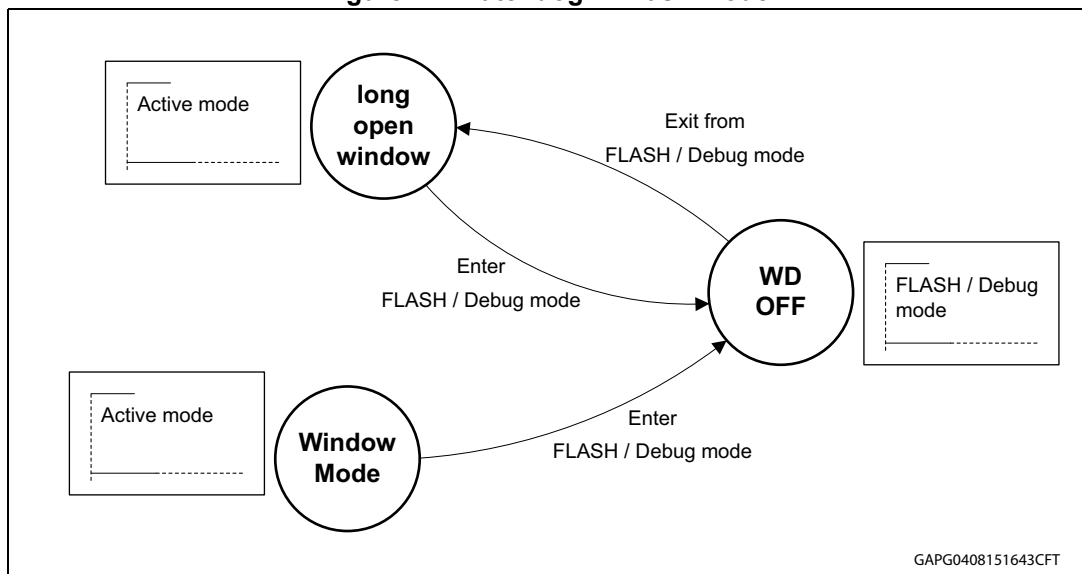 Active mode
long
open
window
Exit from
FLASH / Debug mode
Enter
FLASH / Debug mode
WD
OFF
FLASH / Debug
mode
Active mode
Window
Mode
Enter
FLASH / Debug mode
GAPG0408151643CFT